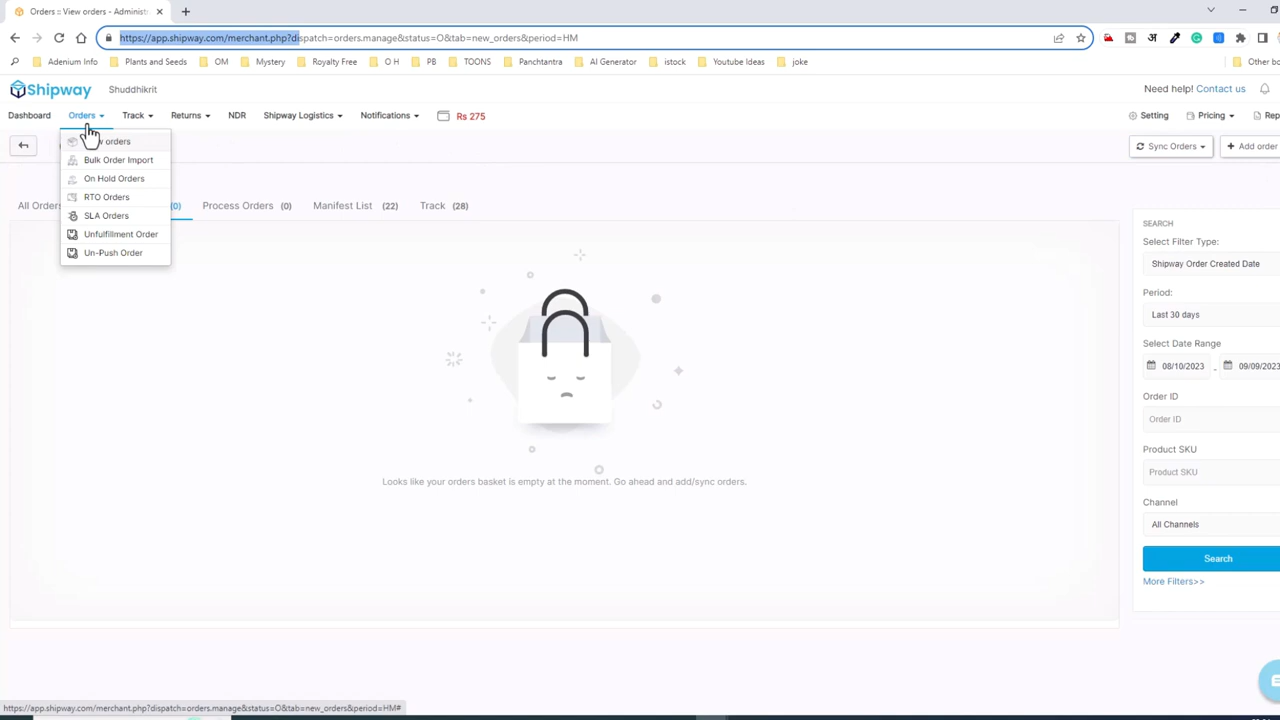 Orders :: View orders - Administ
https://app.shipway.com/merchant.php?dispatch=orders.manage&status=O&tab=new_orders&period=HM
Adenium Info Plants and Seeds OM Mystery Royalty Free O H PB TOONS Panchtantra AI Generator istock Youtube Ideas joke Other bo
Shipway Shuddhikrit Need help! Contact us
Dashboard Orders Track Returns NDR Shipway Logistics Notifications Rs 275 Setting Pricing Rep
orders
Sync Orders + Add order
Bulk Order Import
On Hold Orders
RTO Orders
SLA Orders
Unfulfillment Order
Un-Push Order
All Orders (0) Process Orders (0) Manifest List (22) Track (28)
Looks like your orders basket is empty at the moment. Go ahead and add/sync orders.
SEARCH
Select Filter Type:
Shipway Order Created Date
Period:
Last 30 days
Select Date Range
08/10/2023 - 09/09/2023
Order ID
Order ID
Product SKU
Product SKU
Channel
All Channels
Search
More Filters>>
https://app.shipway.com/merchant.php?dispatch=orders.manage&status=O&tab=new_orders&period=HM#